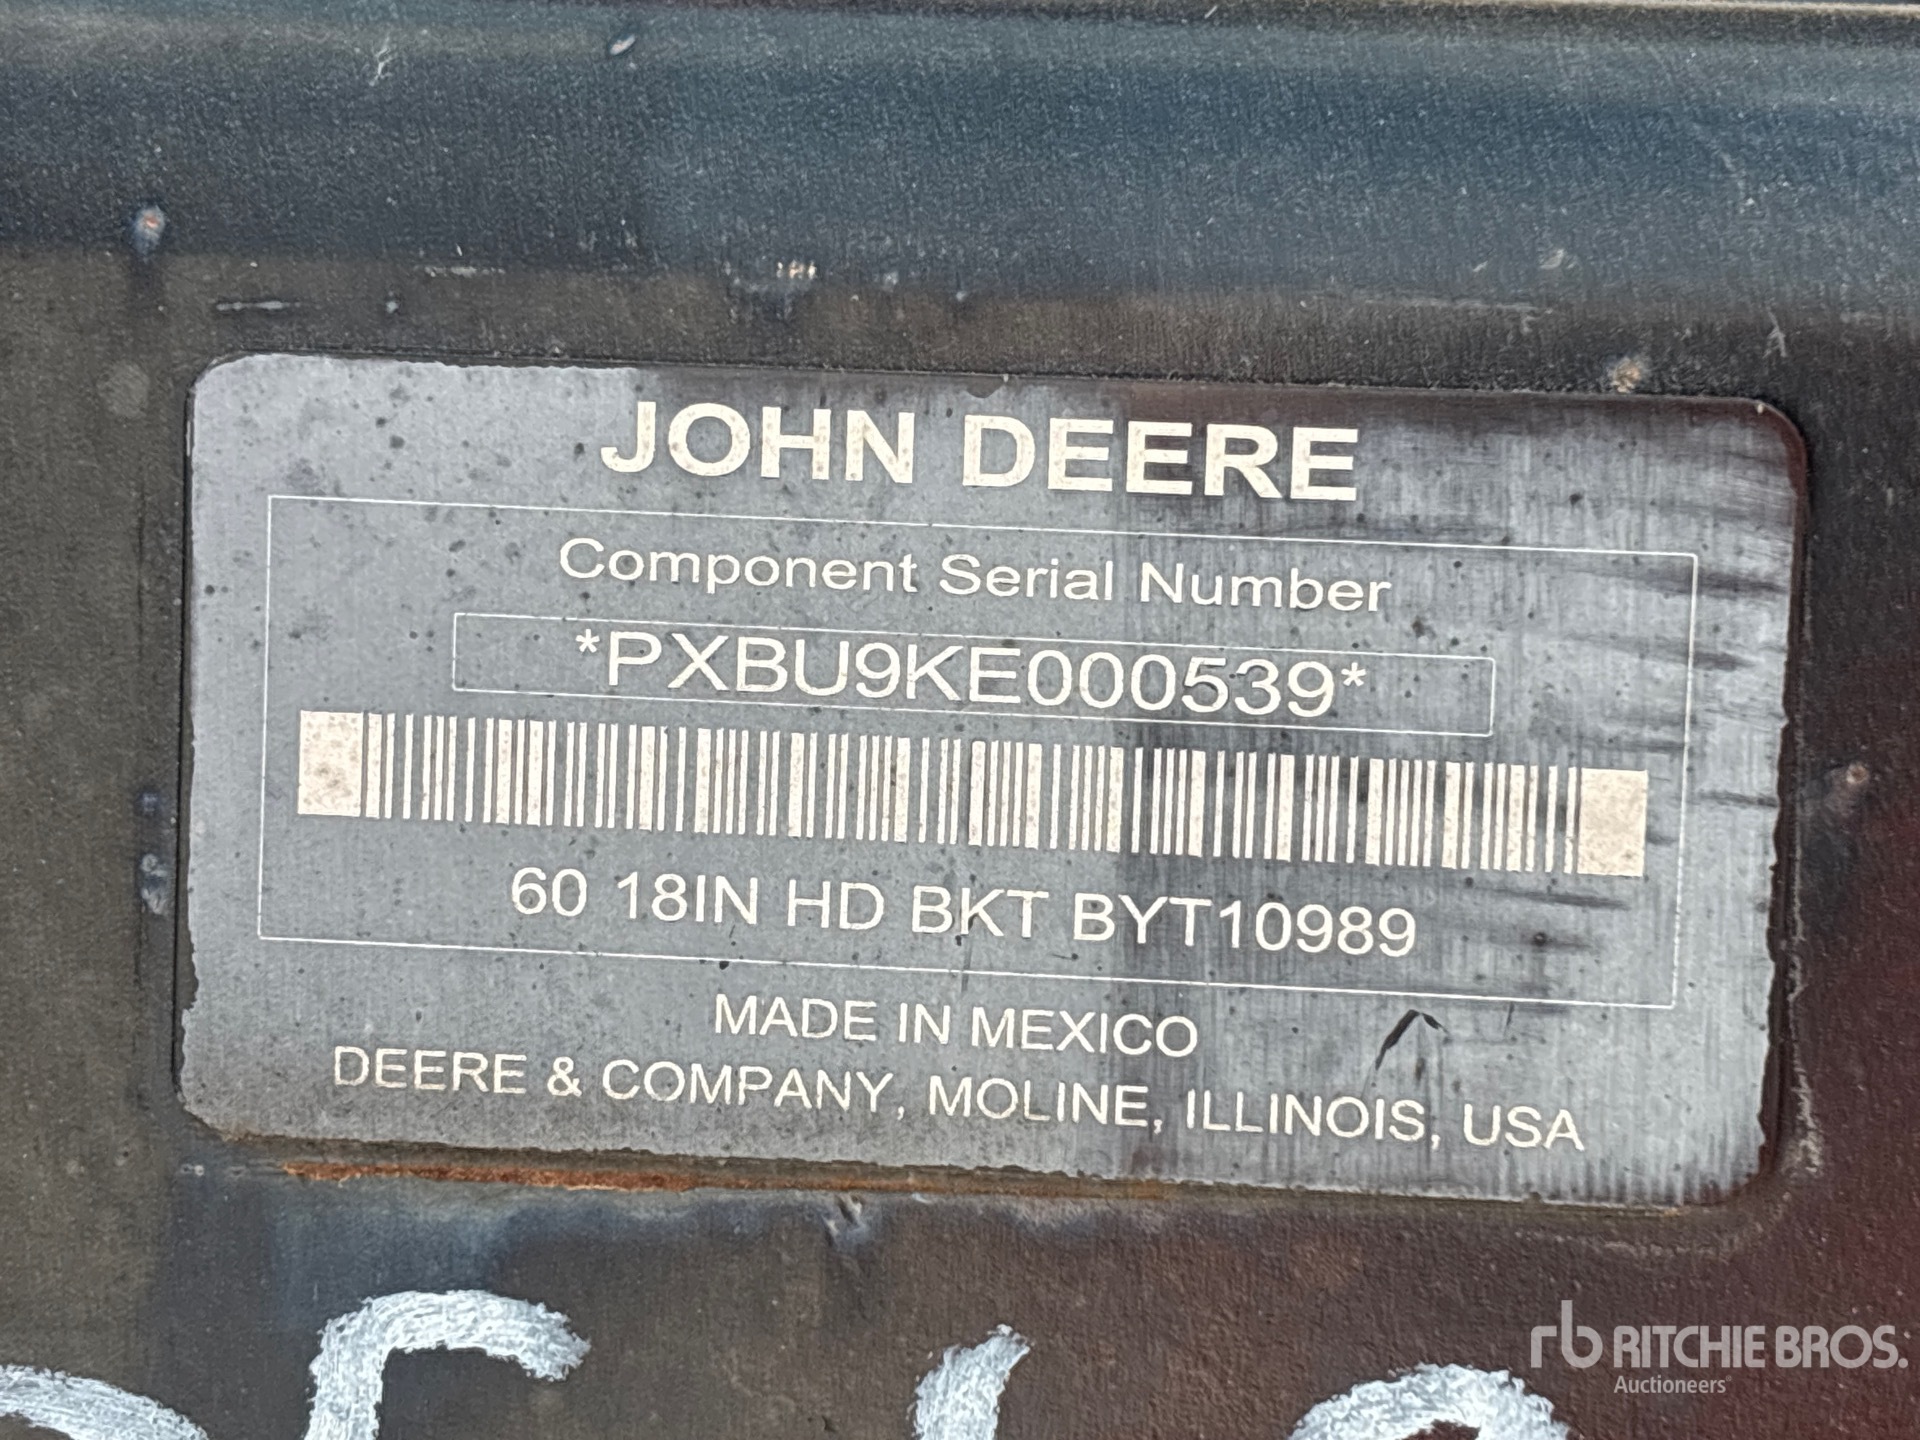 JOHN DEERE
Component Serial Number
*PXBU9KE000539*
60 18IN HD BKT BYT10989
MADE IN MEXICO
DEERE & COMPANY, MOLINE, ILLINOIS, USA
rb RITCHIE BROS.
Auctioneers